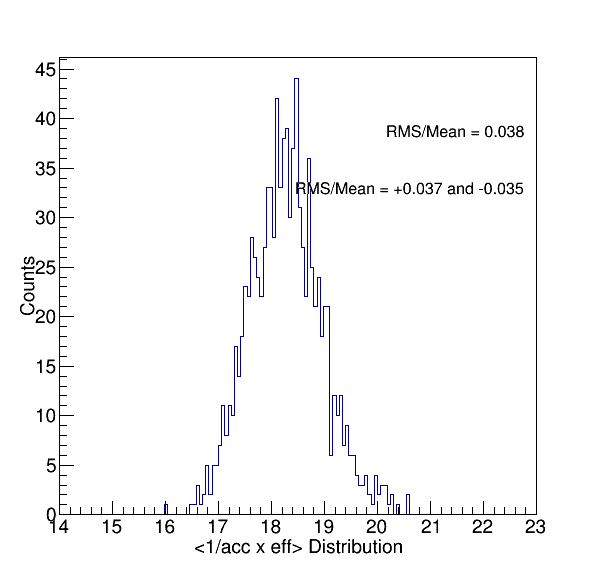 45
40
RMS/Mean = 0.038
35
RMS/Mean = +0.037 and -0.035
30
25
Counts
20
15
10
5
0
14 15 16 17 18 19 20 21 22 23
<1/acc x eff> Distribution